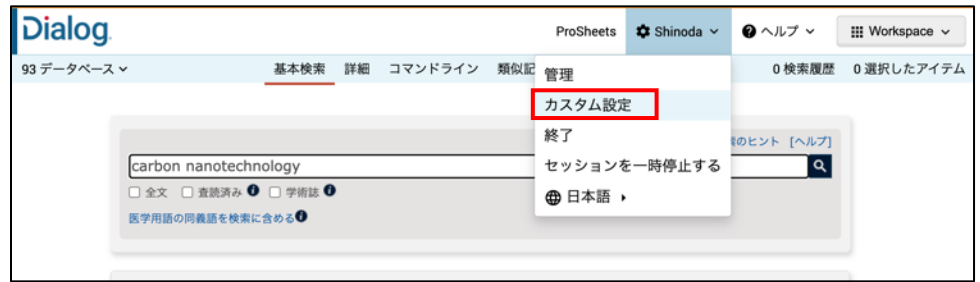 Dialog
ProSheets Shinoda ヘルプ Workspace
93 データベース 基本検索 詳細 コマンドライン 類似記 0 検索履歴 0 選択したアイテム
管理
カスタム設定
終了
のヒント [ヘルプ]
carbon nanotechnology
セッションを一時停止する
全文 査読済み 学術誌
日本語
医学用語の同義語を検索に含める